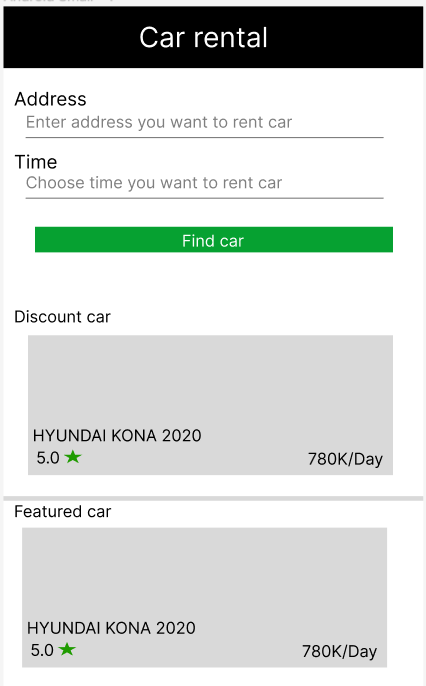 Car rental
Address
Enter address you want to rent car
Time
Choose time you want to rent car
Find car
Discount car
HYUNDAI KONA 2020
5.0 ★
780K/Day
Featured car
HYUNDAI KONA 2020
5.0 ★
780K/Day